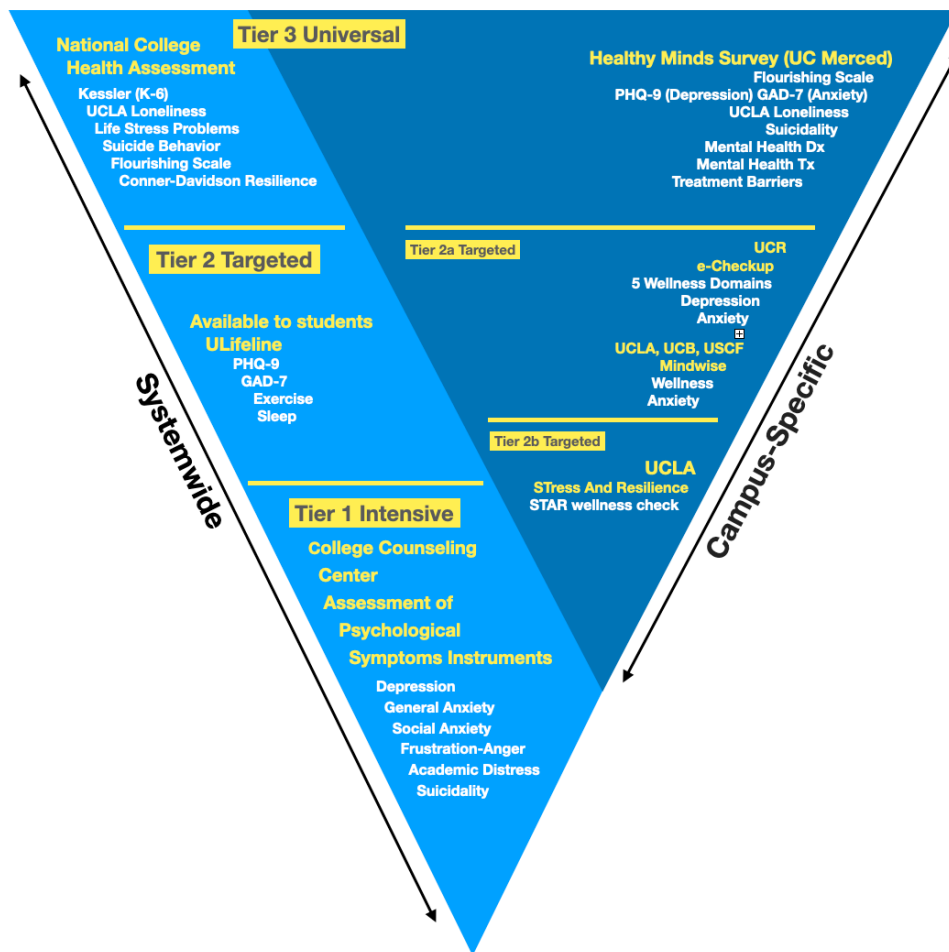 Tier 3 Universal
National College
Health Assessment
Kessler (K-6)
UCLA Loneliness
Life Stress Problems
Suicide Behavior
Flourishing Scale
Conner-Davidson Resilience
Healthy Minds Survey (UC Merced)
Flourishing Scale
PHQ-9 (Depression) GAD-7 (Anxiety)
UCLA Loneliness
Suicidality
Mental Health Dx
Mental Health Tx
Treatment Barriers
Tier 2 Targeted
Available to students
ULifeline
PHQ-9
GAD-7
Exercise
Sleep
Tier 2a Targeted
UCR
e-Checkup
5 Wellness Domains
Depression
Anxiety
UCLA, UCB, USCF
Mindwise
Wellness
Anxiety
Tier 2b Targeted
UCLA
STress And Resilience
STAR wellness check
Tier 1 Intensive
College Counseling
Center
Assessment of
Psychological
Symptoms Instruments
Depression
General Anxiety
Social Anxiety
Frustration-Anger
Academic Distress
Suicidality
Systemwide
Campus-Specific